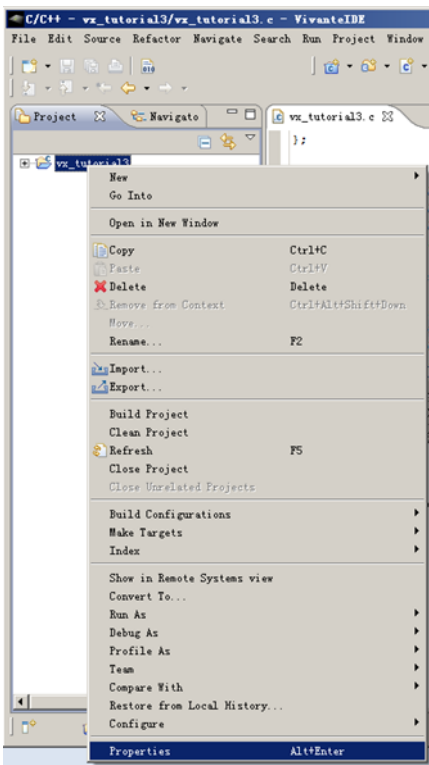 C/C++ - vx_tutorial3/vx_tutorial3.c - VivanteIDE
File Edit Source Refactor Navigate Search Run Project Window
010
Project Navigato vx_tutorial3.c
};
vx_tutorial3
New
Go Into
Open in New Window
Copy Ctrl+C
Paste Ctrl+V
Delete Delete
Remove from Context Ctrl+Alt+Shift+Down
Move...
Rename... F2
Import...
Export...
Build Project
Clean Project
Refresh F5
Close Project
Close Unrelated Projects
Build Configurations
Make Targets
Index
Show in Remote Systems view
Convert To...
Run As
Debug As
Profile As
Team
Compare With
Restore from Local History...
Configure
Properties Alt+Enter